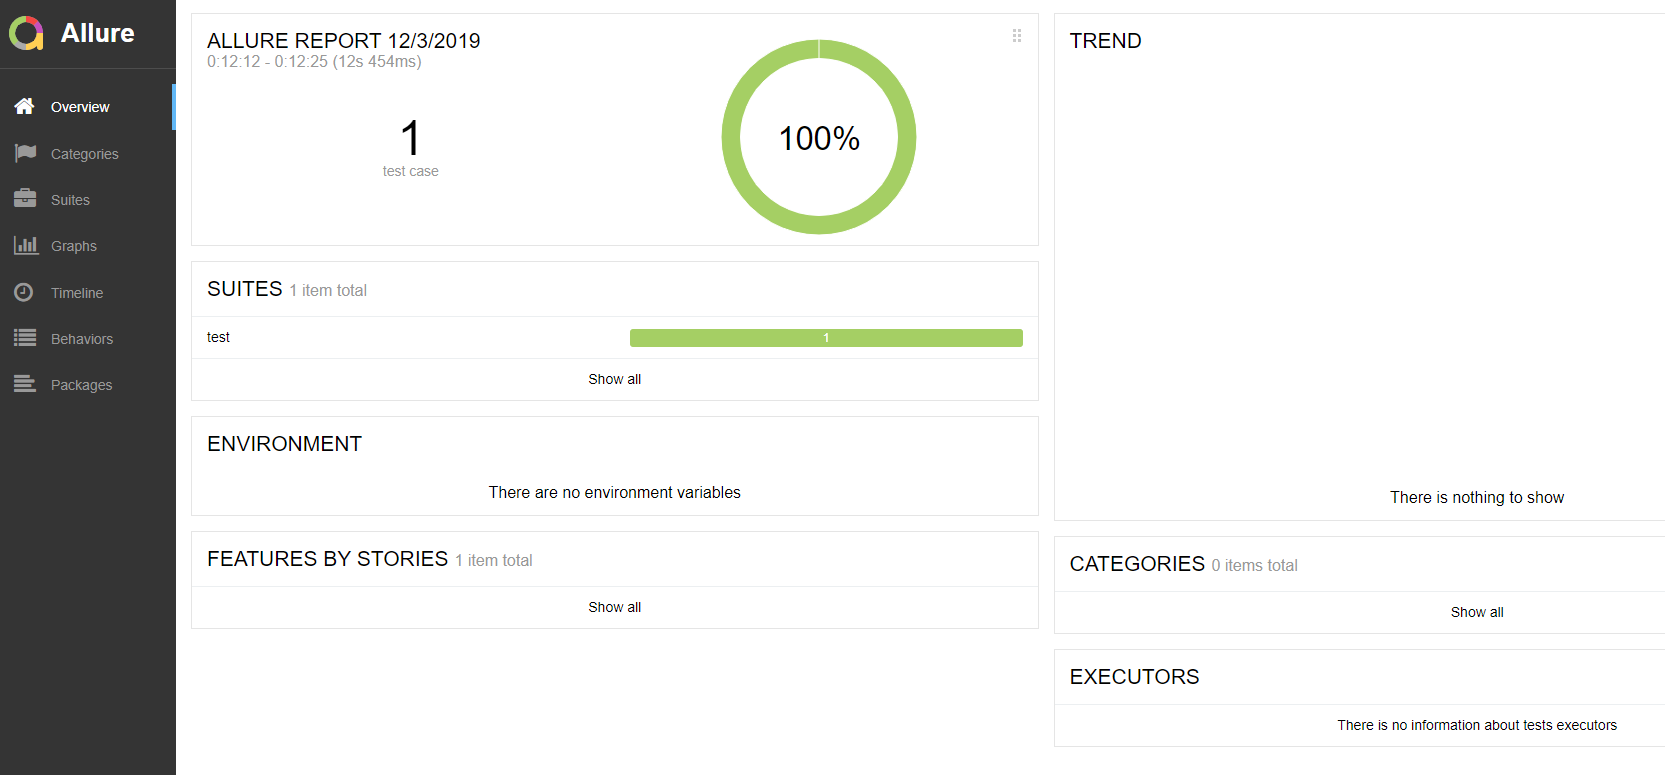 Allure
Overview
Categories
Suites
Graphs
Timeline
Behaviors
Packages
ALLURE REPORT 12/3/2019
0:12:12 - 0:12:25 (12s 454ms)
1
test case
100%
SUITES 1 item total
test 1
Show all
ENVIRONMENT
There are no environment variables
FEATURES BY STORIES 1 item total
Show all
TREND
There is nothing to show
CATEGORIES 0 items total
Show all
EXECUTORS
There is no information about tests executors